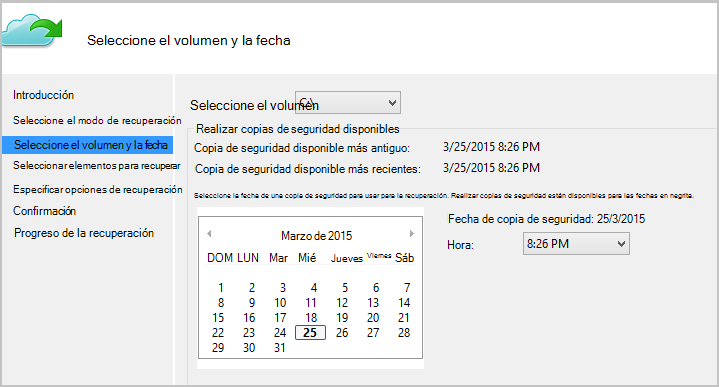 Seleccione el volumen y la fecha
Introducción
Seleccione el modo de recuperación
Seleccione el volumen y la fecha
Seleccionar elementos para recuperar
Especificar opciones de recuperación
Confirmación
Progreso de la recuperación
Seleccione el volumen C:\
Realizar copias de seguridad disponibles
Copia de seguridad disponible más antiguo: 3/25/2015 8:26 PM
Copia de seguridad disponible más recientes: 3/25/2015 8:26 PM
Seleccione la fecha de una copia de seguridad para usar para la recuperación. Realizar copias de seguridad están disponibles para las fechas en negrita.
Marzo de 2015
DOM LUN Mar Mié Jueves Viernes Sáb
1 2 3 4 5 6 7
8 9 10 11 12 13 14
15 16 17 18 19 20 21
22 23 24 25 26 27 28
29 30 31
Fecha de copia de seguridad: 25/3/2015
Hora: 8:26 PM